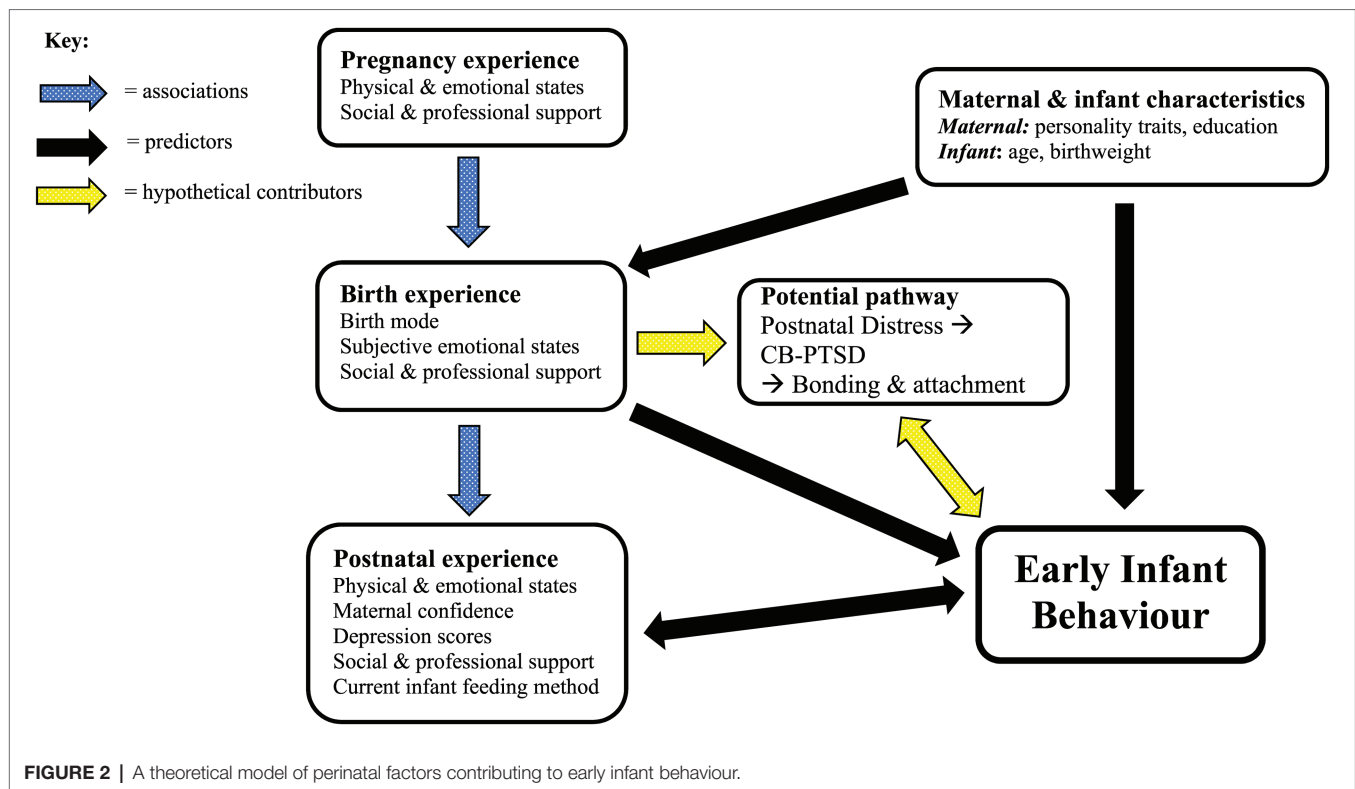 Key:
= associations
= predictors
= hypothetical contributors
Pregnancy experience
Physical & emotional states
Social & professional support
Maternal & infant characteristics
Maternal: personality traits, education
Infant: age, birthweight
Birth experience
Birth mode
Subjective emotional states
Social & professional support
Potential pathway
Postnatal Distress →
CB-PTSD
→ Bonding & attachment
Postnatal experience
Physical & emotional states
Maternal confidence
Depression scores
Social & professional support
Current infant feeding method
Early Infant
Behaviour
FIGURE 2 | A theoretical model of perinatal factors contributing to early infant behaviour.